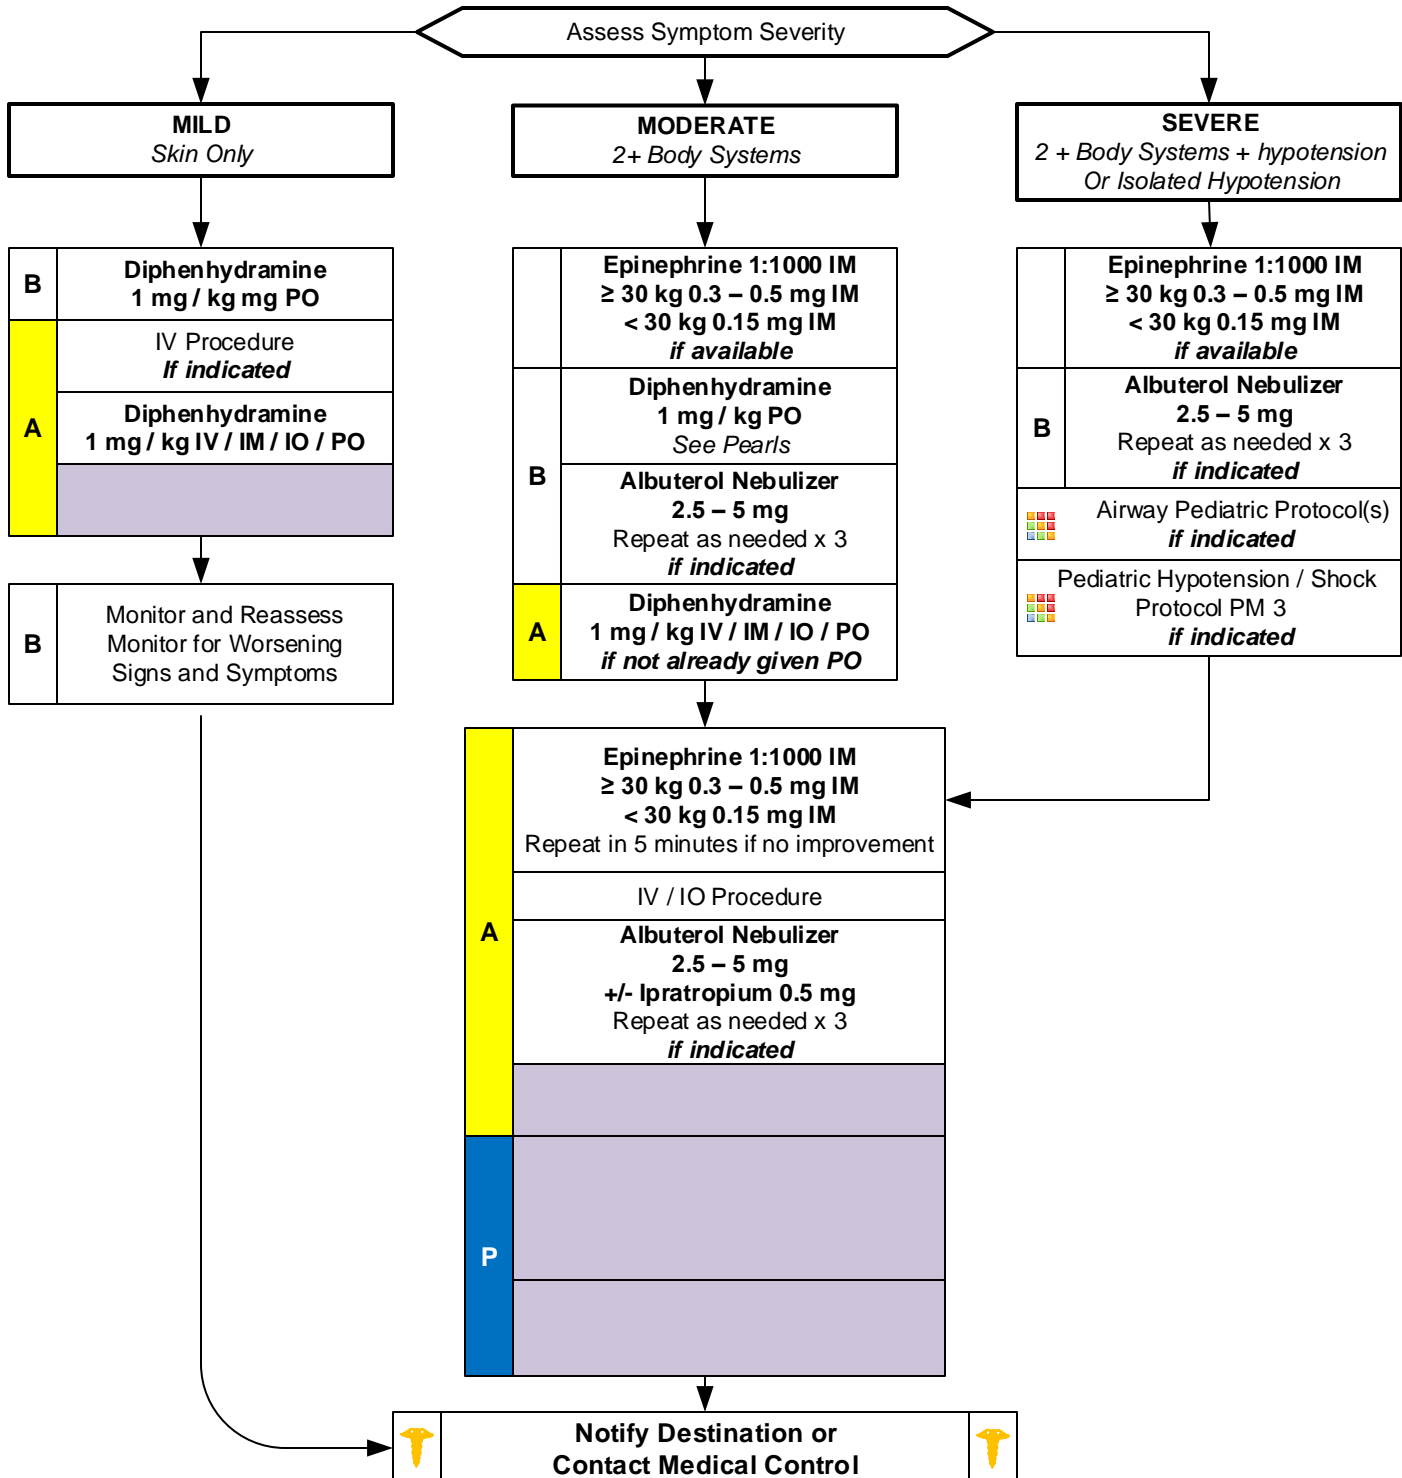 Assess Symptom Severity
MILD
Skin Only
B
Diphenhydramine
1 mg / kg mg PO
A
IV Procedure
If indicated
Diphenhydramine
1 mg / kg IV / IM / IO / PO
B
Monitor and Reassess
Monitor for Worsening
Signs and Symptoms
MODERATE
2+ Body Systems
Epinephrine 1:1000 IM
≥ 30 kg 0.3 – 0.5 mg IM
< 30 kg 0.15 mg IM
if available
B
Diphenhydramine
1 mg / kg PO
See Pearls
Albuterol Nebulizer
2.5 – 5 mg
Repeat as needed x 3
if indicated
A
Diphenhydramine
1 mg / kg IV / IM / IO / PO
if not already given PO
SEVERE
2 + Body Systems + hypotension
Or Isolated Hypotension
Epinephrine 1:1000 IM
≥ 30 kg 0.3 – 0.5 mg IM
< 30 kg 0.15 mg IM
if available
B
Albuterol Nebulizer
2.5 – 5 mg
Repeat as needed x 3
if indicated
Airway Pediatric Protocol(s)
if indicated
Pediatric Hypotension / Shock
Protocol PM 3
if indicated
A
Epinephrine 1:1000 IM
≥ 30 kg 0.3 – 0.5 mg IM
< 30 kg 0.15 mg IM
Repeat in 5 minutes if no improvement
IV / IO Procedure
Albuterol Nebulizer
2.5 – 5 mg
+/- Ipratropium 0.5 mg
Repeat as needed x 3
if indicated
P
Notify Destination or
Contact Medical Control